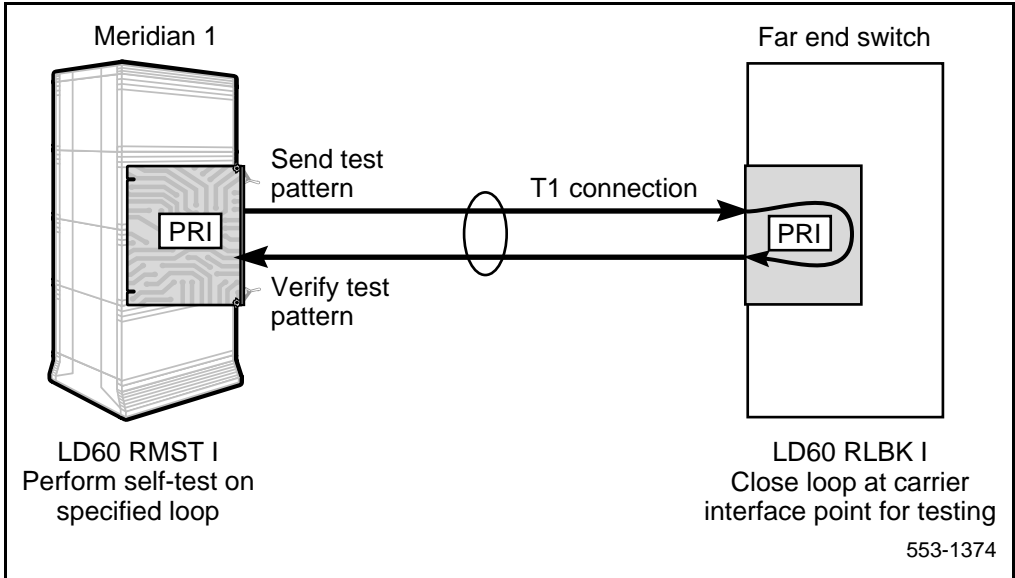 Meridian 1
Far end switch
Send test
pattern
T1 connection
PRI
PRI
Verify test
pattern
LD60 RMST l
Perform self-test on
specified loop
LD60 RLBK l
Close loop at carrier
interface point for testing
553-1374